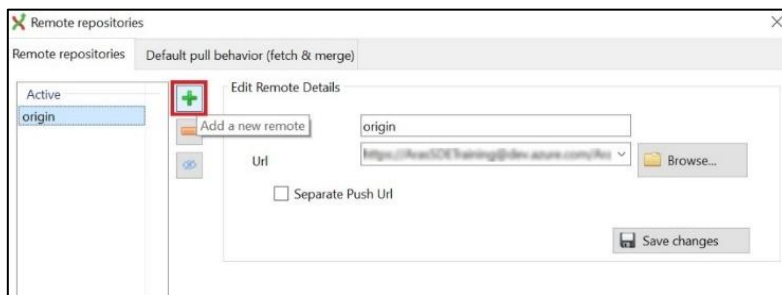 Remote repositories
Remote repositories Default pull behavior (fetch & merge)
Active
origin
Edit Remote Details
Add a new remote
origin
Url
Browse...
Separate Push Url
Save changes